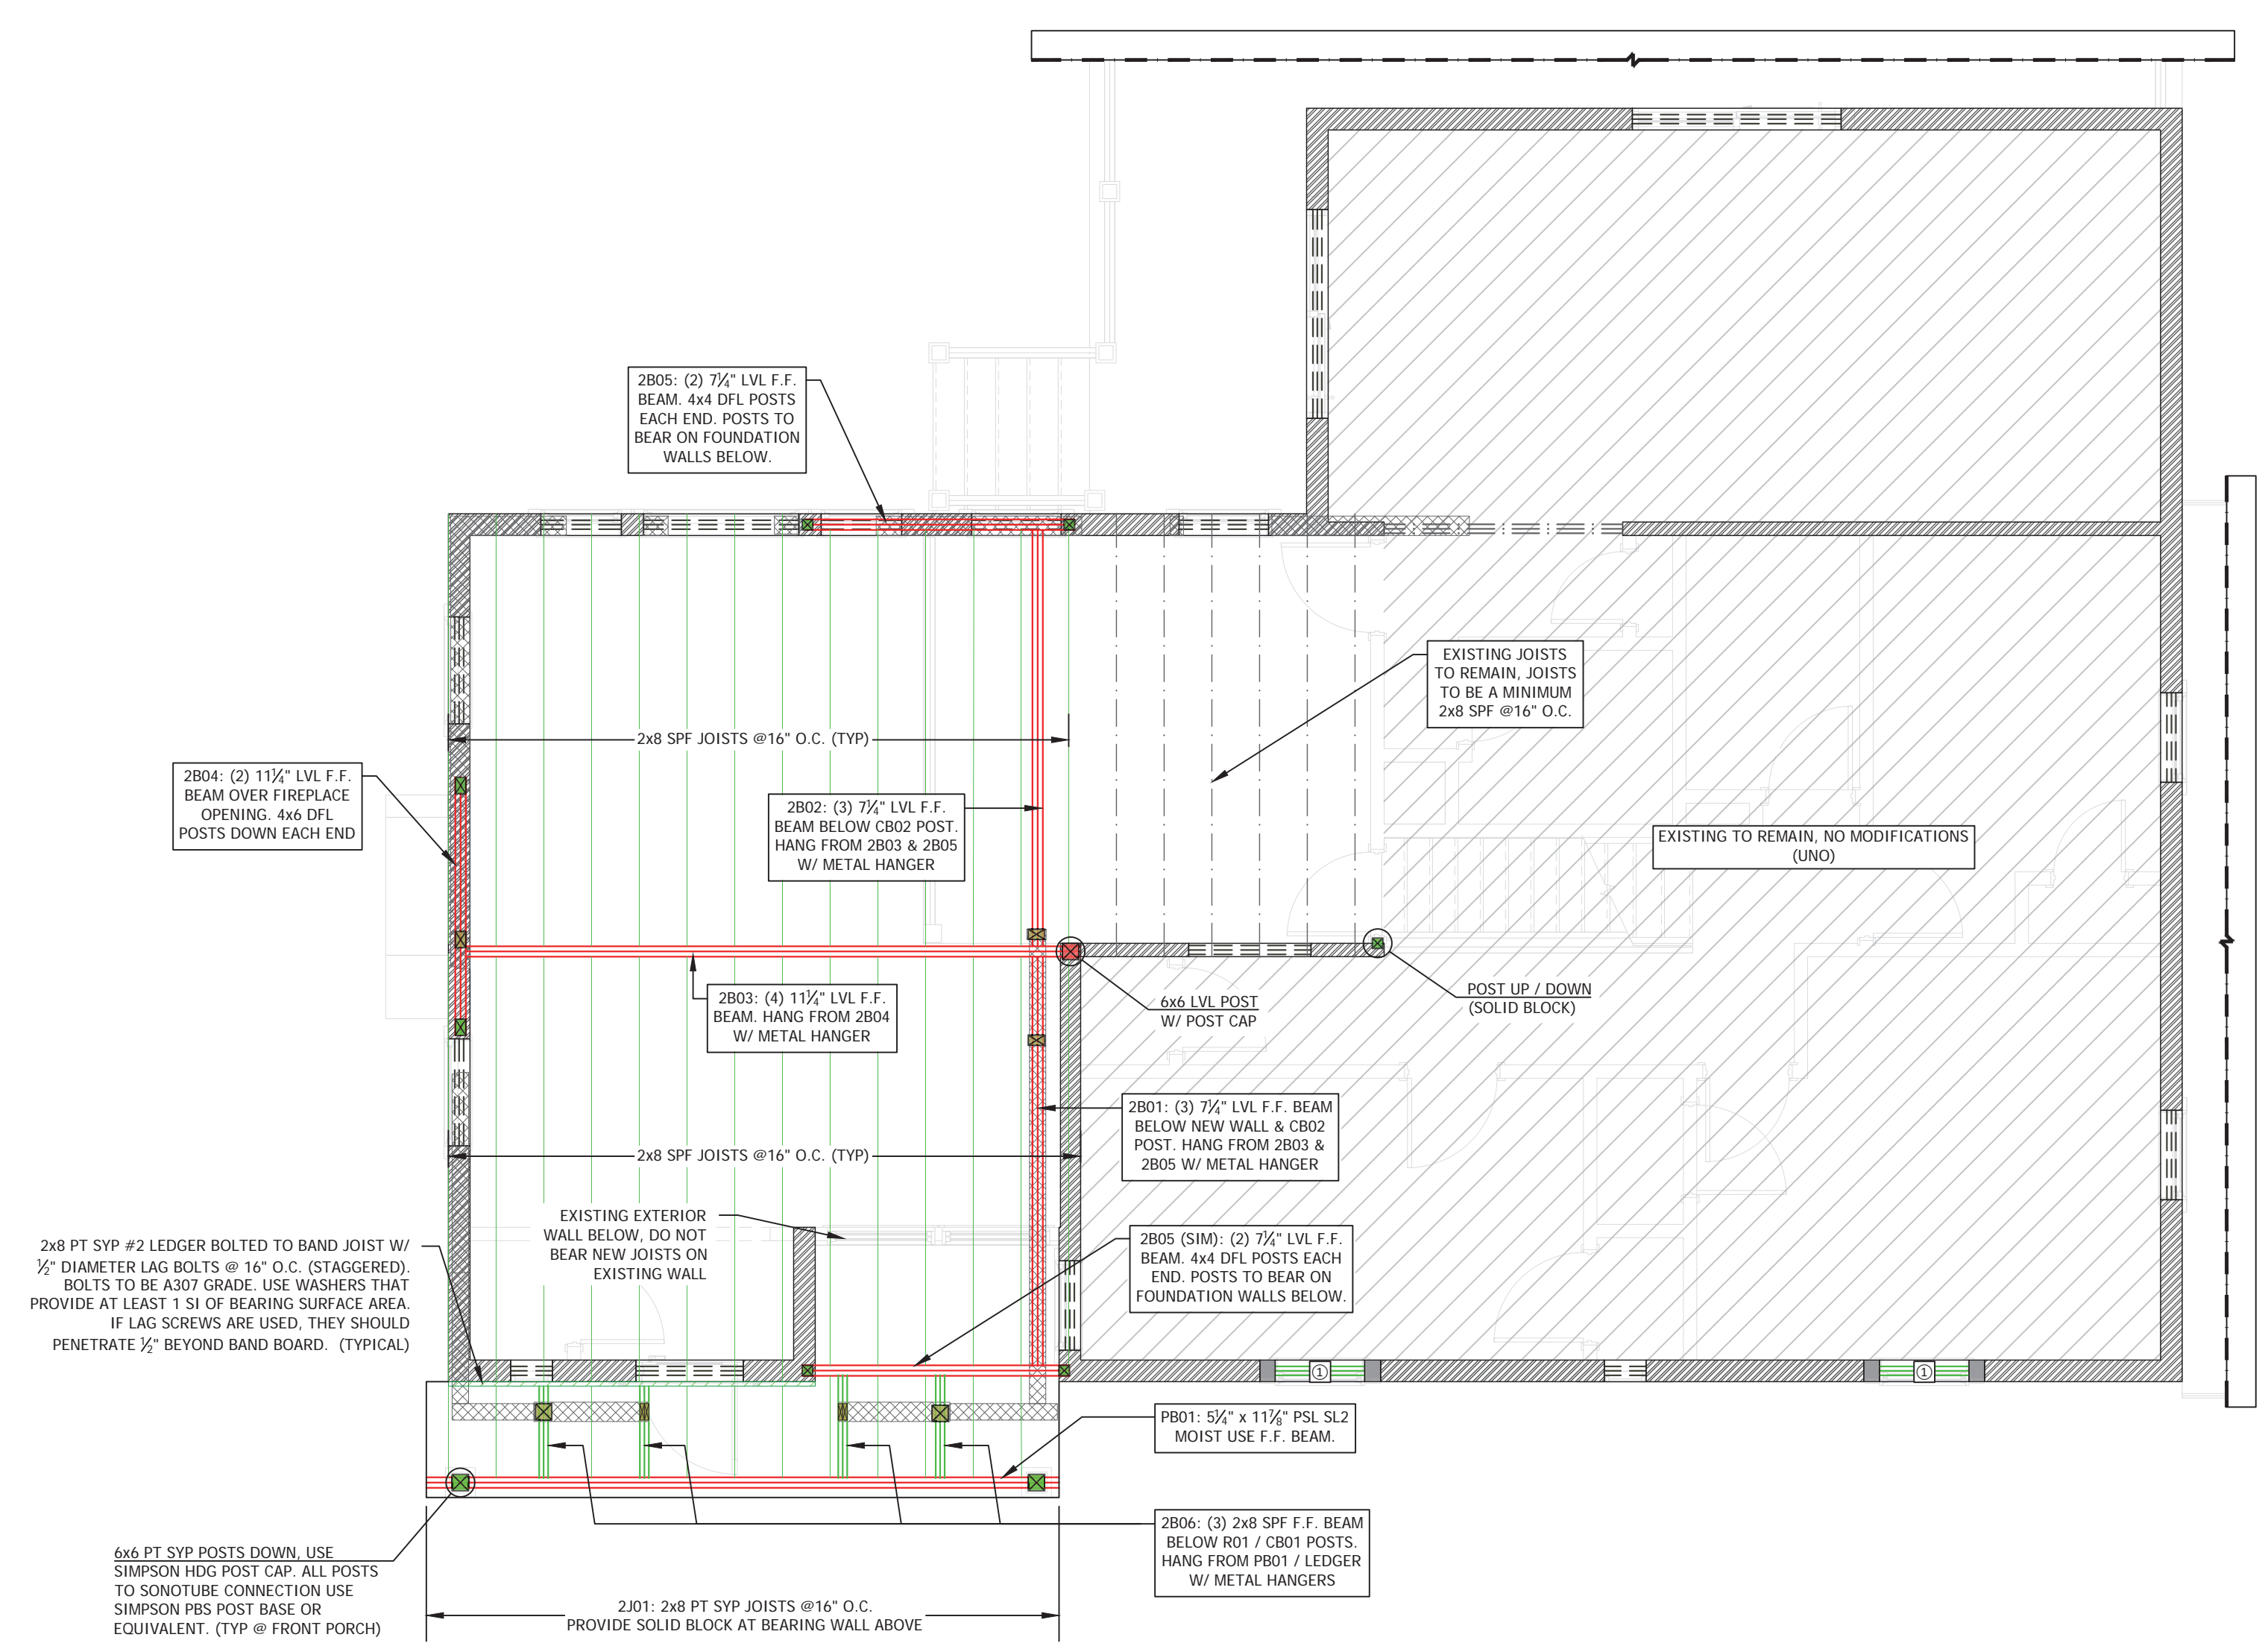 2B05: (2) 7¼" LVL F.F.
BEAM. 4x4 DFL POSTS
EACH END. POSTS TO
BEAR ON FOUNDATION
WALLS BELOW.
EXISTING JOISTS
TO REMAIN, JOISTS
TO BE A MINIMUM
2x8 SPF @16" O.C.
2x8 SPF JOISTS @16" O.C. (TYP)
2B04: (2) 11¼" LVL F.F.
BEAM OVER FIREPLACE
OPENING. 4x6 DFL
POSTS DOWN EACH END
2B02: (3) 7¼" LVL F.F.
BEAM BELOW CB02 POST.
HANG FROM 2B03 & 2B05
W/ METAL HANGER
EXISTING TO REMAIN, NO MODIFICATIONS
(UNO)
2B03: (4) 11¼" LVL F.F.
BEAM. HANG FROM 2B04
W/ METAL HANGER
6x6 LVL POST
W/ POST CAP
POST UP / DOWN
(SOLID BLOCK)
2B01: (3) 7¼" LVL F.F. BEAM
BELOW NEW WALL & CB02
POST. HANG FROM 2B03 &
2B05 W/ METAL HANGER
2x8 SPF JOISTS @16" O.C. (TYP)
EXISTING EXTERIOR
WALL BELOW, DO NOT
BEAR NEW JOISTS ON
EXISTING WALL
2x8 PT SYP #2 LEDGER BOLTED TO BAND JOIST W/
½" DIAMETER LAG BOLTS @ 16" O.C. (STAGGERED).
BOLTS TO BE A307 GRADE. USE WASHERS THAT
PROVIDE AT LEAST 1 SI OF BEARING SURFACE AREA.
IF LAG SCREWS ARE USED, THEY SHOULD
PENETRATE ½" BEYOND BAND BOARD. (TYPICAL)
2B05 (SIM): (2) 7¼" LVL F.F.
BEAM. 4x4 DFL POSTS EACH
END. POSTS TO BEAR ON
FOUNDATION WALLS BELOW.
①
①
PB01: 5¼" x 11⅞" PSL SL2
MOIST USE F.F. BEAM.
2B06: (3) 2x8 SPF F.F. BEAM
BELOW R01 / CB01 POSTS.
HANG FROM PB01 / LEDGER
W/ METAL HANGERS
6x6 PT SYP POSTS DOWN, USE
SIMPSON HDG POST CAP. ALL POSTS
TO SONOTUBE CONNECTION USE
SIMPSON PBS POST BASE OR
EQUIVALENT. (TYP @ FRONT PORCH)
2J01: 2x8 PT SYP JOISTS @16" O.C.
PROVIDE SOLID BLOCK AT BEARING WALL ABOVE